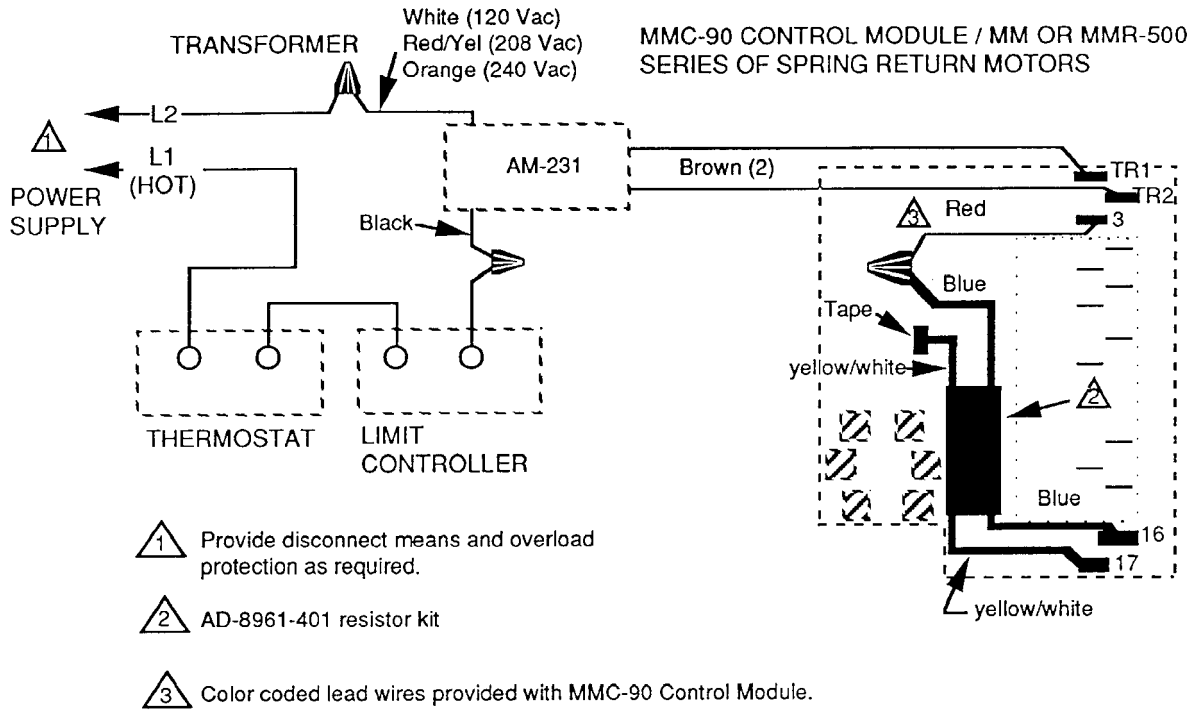 White (120 Vac)
Red/Yel (208 Vac)
Orange (240 Vac)
TRANSFORMER
MMC-90 CONTROL MODULE / MM OR MMR-500
SERIES OF SPRING RETURN MOTORS
L2
1
L1
(HOT)
POWER
SUPPLY
AM-231
Brown (2)
TR1
TR2
Black
3
Red
3
Blue
Tape
yellow/white
2
THERMOSTAT
LIMIT
CONTROLLER
Blue
16
17
yellow/white
1 Provide disconnect means and overload
protection as required.
2 AD-8961-401 resistor kit
3 Color coded lead wires provided with MMC-90 Control Module.